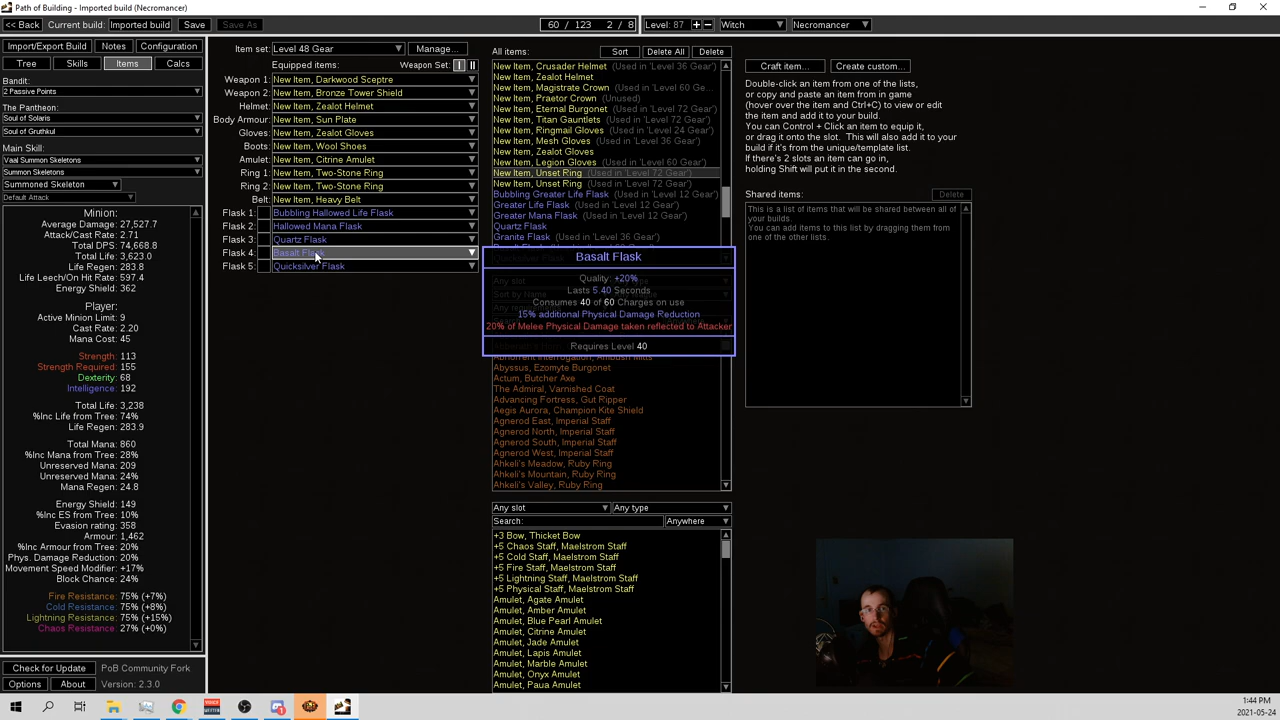 Path of Building - Imported build (Necromancer)
<< Back
Current build:
Imported build
Save
Save As
60 / 123    2 / 8
Level: 87
Witch
Necromancer
Import/Export Build
Notes
Configuration
Tree
Skills
Items
Calcs
Bandit:
2 Passive Points
The Pantheon:
Soul of Solaris
Soul of Gruthkul
Main Skill:
Vaal Summon Skeletons
Summon Skeletons
Summoned Skeleton
Default Attack
Minion:
Average Damage: 27,527.7
Attack/Cast Rate: 2.71
Total DPS: 74,668.8
Total Life: 3,623.0
Life Regen: 283.8
Life Leech/On Hit Rate: 597.4
Energy Shield: 362
Player:
Active Minion Limit: 9
Cast Rate: 2.20
Mana Cost: 45
Strength: 113
Strength Required: 155
Dexterity: 68
Intelligence: 192
Total Life: 3,238
%Inc Life from Tree: 74%
Life Regen: 283.9
Total Mana: 860
%Inc Mana from Tree: 28%
Unreserved Mana: 209
Unreserved Mana: 24%
Mana Regen: 24.8
Energy Shield: 149
%Inc ES from Tree: 10%
Evasion rating: 358
Armour: 1,462
%Inc Armour from Tree: 20%
Phys. Damage Reduction: 20%
Movement Speed Modifier: +17%
Block Chance: 24%
Fire Resistance: 75% (+7%)
Cold Resistance: 75% (+8%)
Lightning Resistance: 75% (+15%)
Chaos Resistance: 27% (+0%)
Check for Update
PoB Community Fork
Options
About
Version: 2.3.0
Item set:
Level 48 Gear
Manage...
Equipped items:
Weapon Set:
I
II
Weapon 1: New Item, Darkwood Sceptre
Weapon 2: New Item, Bronze Tower Shield
Helmet: New Item, Zealot Helmet
Body Armour: New Item, Sun Plate
Gloves: New Item, Zealot Gloves
Boots: New Item, Wool Shoes
Amulet: New Item, Citrine Amulet
Ring 1: New Item, Two-Stone Ring
Ring 2: New Item, Two-Stone Ring
Belt: New Item, Heavy Belt
Flask 1: Bubbling Hallowed Life Flask
Flask 2: Hallowed Mana Flask
Flask 3: Quartz Flask
Flask 4: Basalt Flask
Flask 5: Quicksilver Flask
All items:
Sort
Delete All
Delete
New Item, Crusader Helmet (Used in 'Level 36 Gear')
New Item, Zealot Helmet
New Item, Magistrate Crown (Used in 'Level 60 Ge...
New Item, Praetor Crown (Unused)
New Item, Eternal Burgonet (Used in 'Level 72 Gear')
New Item, Titan Gauntlets (Used in 'Level 72 Gear')
New Item, Ringmail Gloves (Used in 'Level 24 Gear')
New Item, Mesh Gloves (Used in 'Level 36 Gear')
New Item, Zealot Gloves
New Item, Legion Gloves (Used in 'Level 60 Gear')
New Item, Unset Ring (Used in 'Level 72 Gear')
New Item, Unset Ring (Used in 'Level 72 Gear')
Bubbling Greater Life Flask (Used in 'Level 12 Gear')
Greater Life Flask (Used in 'Level 12 Gear')
Greater Mana Flask (Used in 'Level 12 Gear')
Quartz Flask
Granite Flask (Used in 'Level 36 Gear')
Basalt Flask
Quality: +20%
Lasts 5.40 Seconds
Consumes 40 of 60 Charges on use
15% additional Physical Damage Reduction
20% of Melee Physical Damage taken reflected to Attacker
Requires Level 40
Abhorrent Interrogation, Ambush Mitts
Abyssus, Ezomyte Burgonet
Actum, Butcher Axe
The Admiral, Varnished Coat
Advancing Fortress, Gut Ripper
Aegis Aurora, Champion Kite Shield
Agnerod East, Imperial Staff
Agnerod North, Imperial Staff
Agnerod South, Imperial Staff
Agnerod West, Imperial Staff
Ahkeli's Meadow, Ruby Ring
Ahkeli's Mountain, Ruby Ring
Ahkeli's Valley, Ruby Ring
Any slot
Any type
Search:
Anywhere
+3 Bow, Thicket Bow
+5 Chaos Staff, Maelstrom Staff
+5 Cold Staff, Maelstrom Staff
+5 Fire Staff, Maelstrom Staff
+5 Lightning Staff, Maelstrom Staff
+5 Physical Staff, Maelstrom Staff
Amulet, Agate Amulet
Amulet, Amber Amulet
Amulet, Blue Pearl Amulet
Amulet, Citrine Amulet
Amulet, Jade Amulet
Amulet, Lapis Amulet
Amulet, Marble Amulet
Amulet, Onyx Amulet
Amulet, Paua Amulet
Craft item...
Create custom...
Double-click an item from one of the lists,
or copy and paste an item from in game
(hover over the item and Ctrl+C) to view or edit
the item and add it to your build.
You can Control + Click an item to equip it,
or drag it onto the slot. This will also add it to your
build if it's from the unique/template list.
If there's 2 slots an item can go in,
holding Shift will put it in the second.
Shared items:
Delete
This is a list of items that will be shared between all of
your builds.
You can add items to this list by dragging them from
one of the other lists.
1:44 PM
2021-05-24